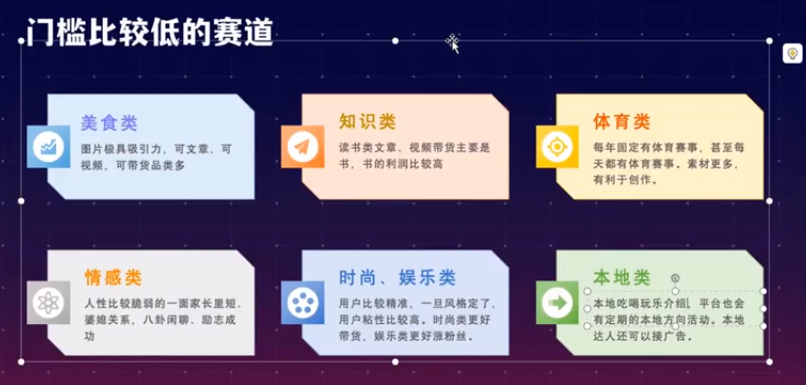 门槛比较低的赛道
美食类
图片极具吸引力，可文章、可
视频，可带货品类多
知识类
读书类文章、视频带货主要是
书，书的利润比较高
体育类
每年固定有体育赛事，甚至每
天都有体育赛事。素材更多，
有利于创作。
情感类
人性比较脆弱的一面家长里短、
婆媳关系，八卦闲聊、励志成
功
时尚、娱乐类
用户比较精准，一旦风格定了，
用户粘性比较高。时尚类更好
带货，娱乐类更好涨粉丝。
本地类
本地吃喝玩乐介绍，平台也会
有定期的本地方向活动。本地
达人还可以接广告。